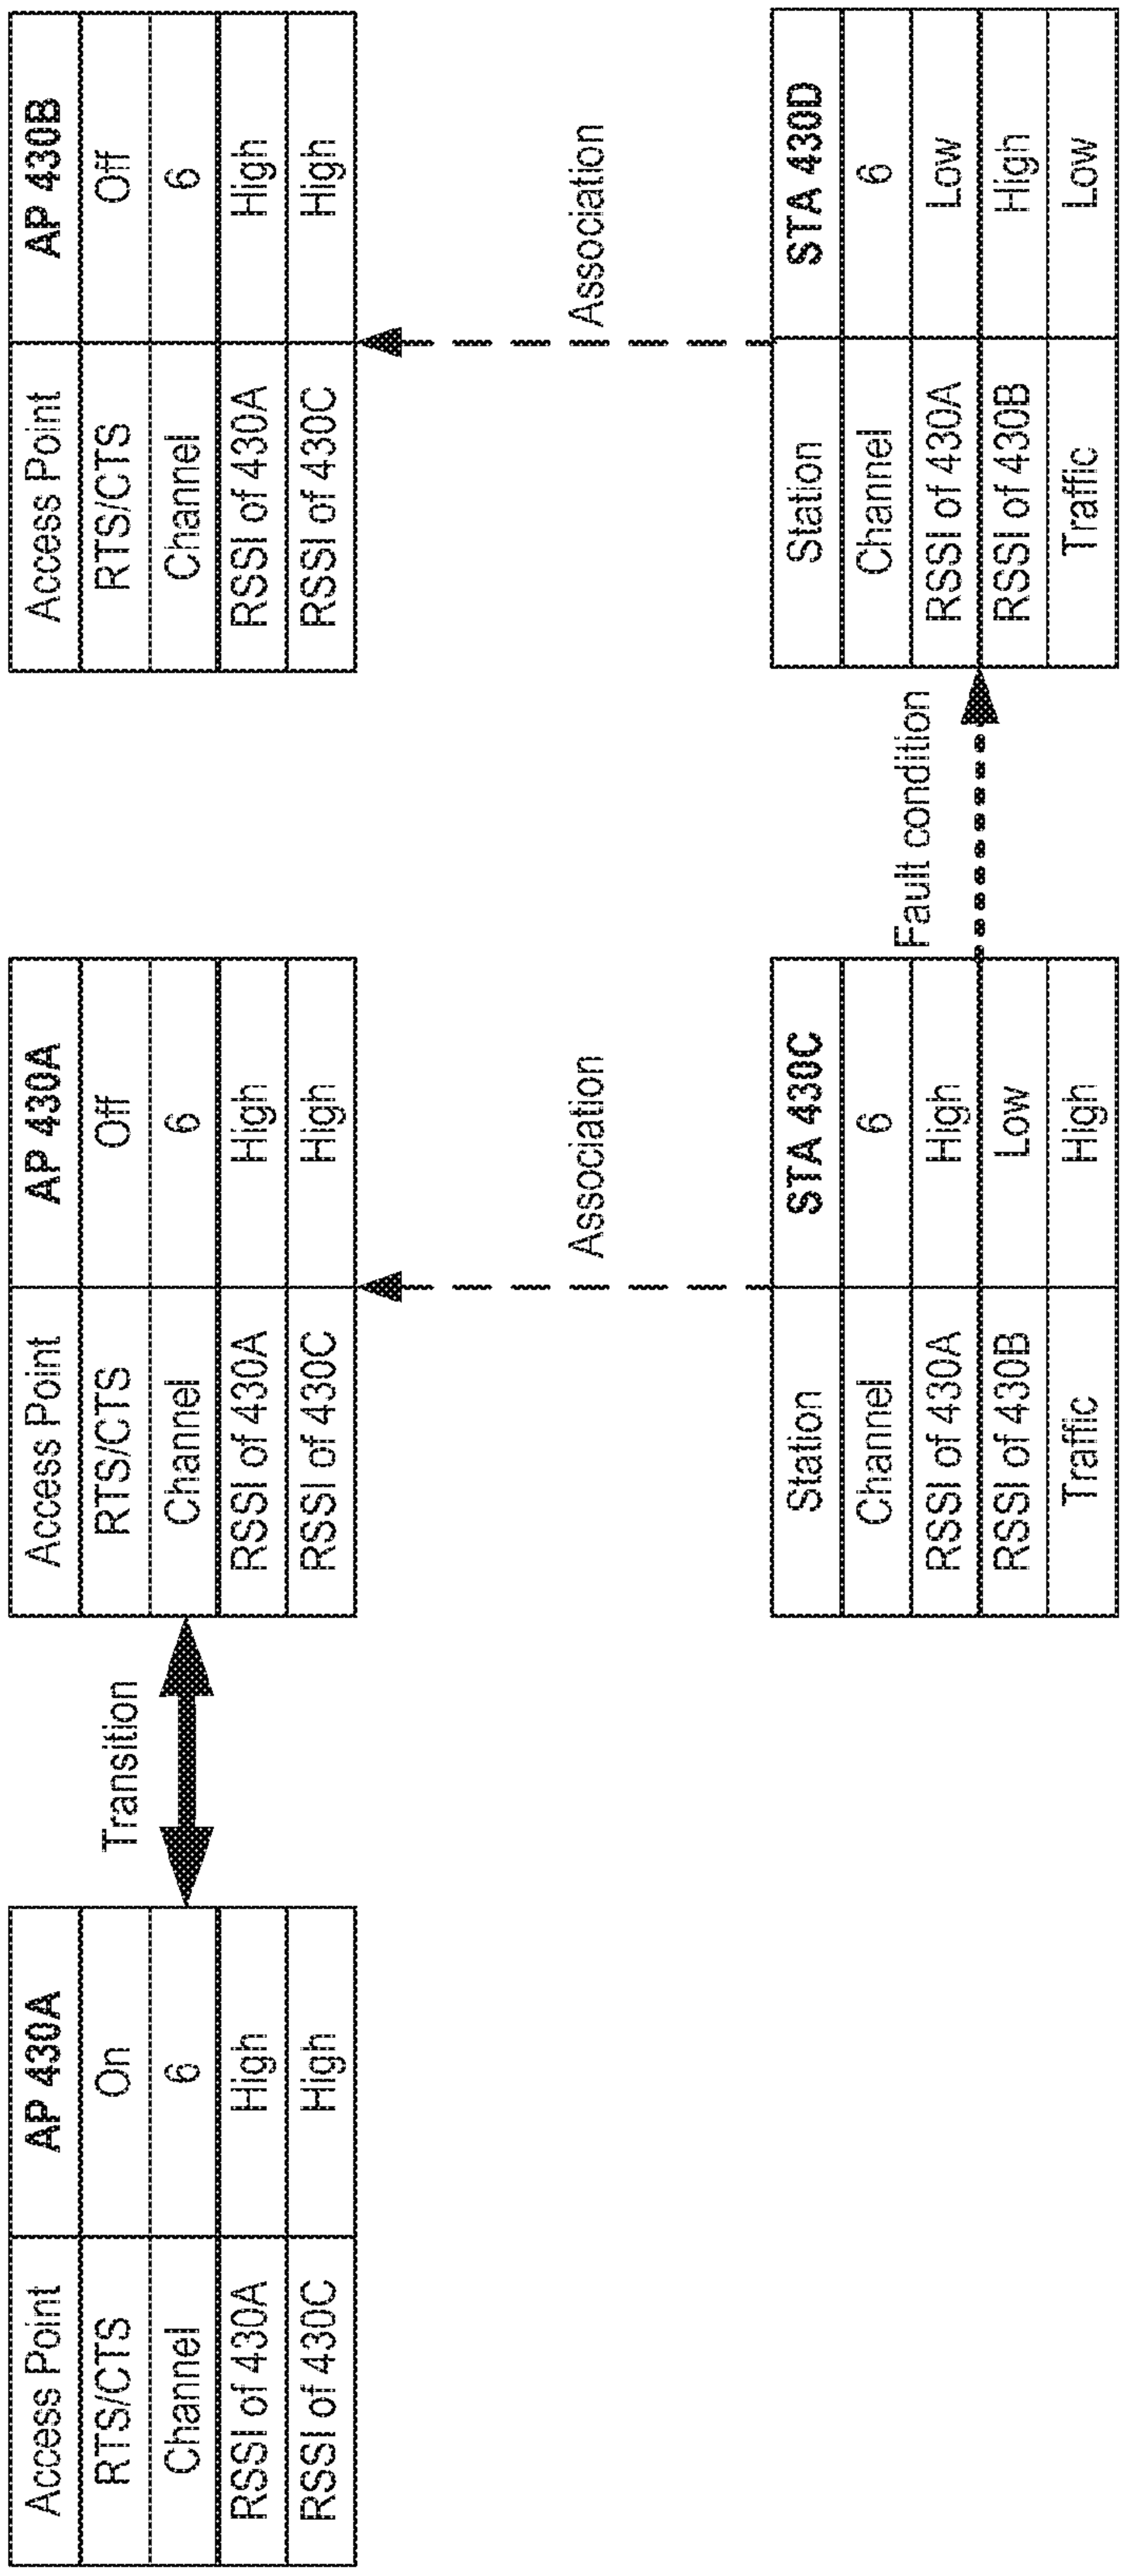 Access Point AP 430A
RTS/CTS On
Channel 6
RSSI of 430A High
RSSI of 430C High
Transition
Access Point AP 430A
RTS/CTS Off
Channel 6
RSSI of 430A High
RSSI of 430C High
Access Point AP 430B
RTS/CTS Off
Channel 6
RSSI of 430A High
RSSI of 430C High
Association
Association
Station STA 430C
Channel 6
RSSI of 430A High
RSSI of 430B Low
Traffic High
Fault condition
Station STA 430D
Channel 6
RSSI of 430A Low
RSSI of 430B High
Traffic Low